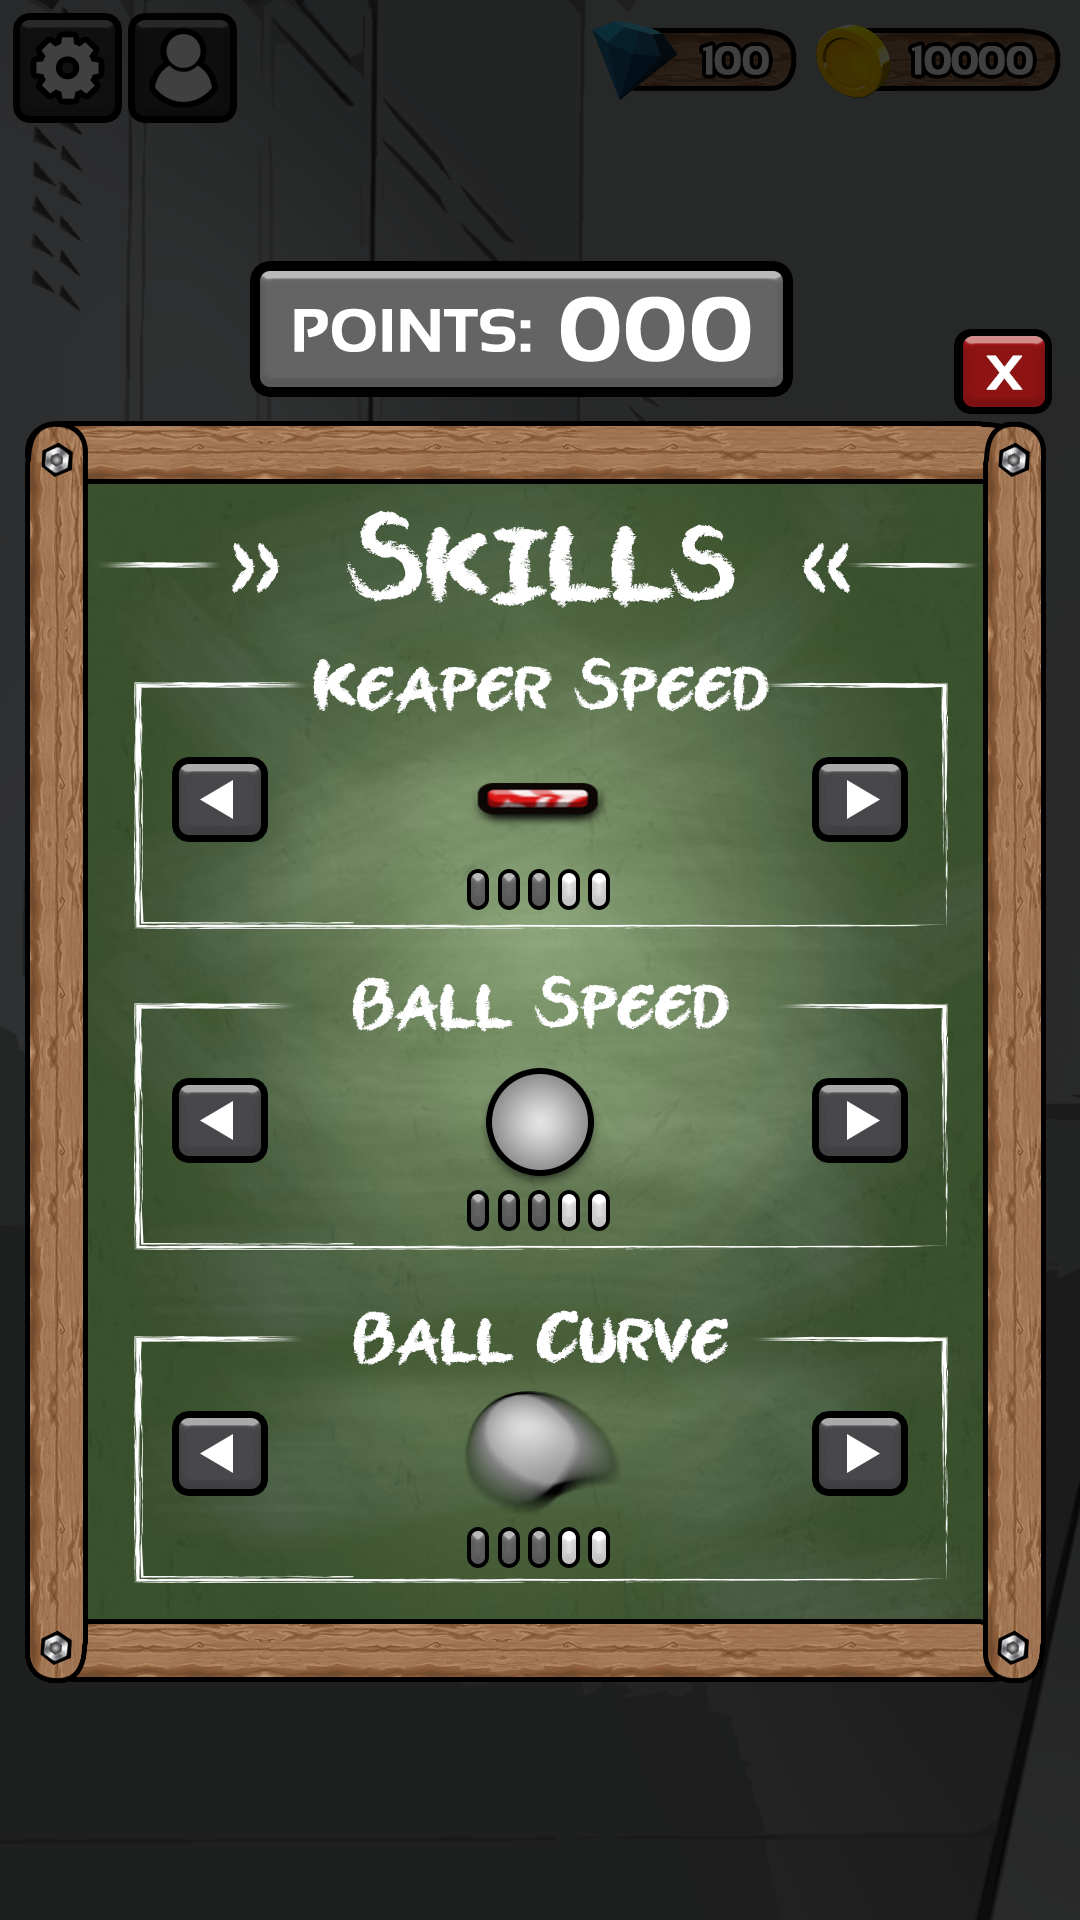 100
10000
POINTS: 000
X
SKILLS
KEAPER SPEED
BALL SPEED
BALL CURVE